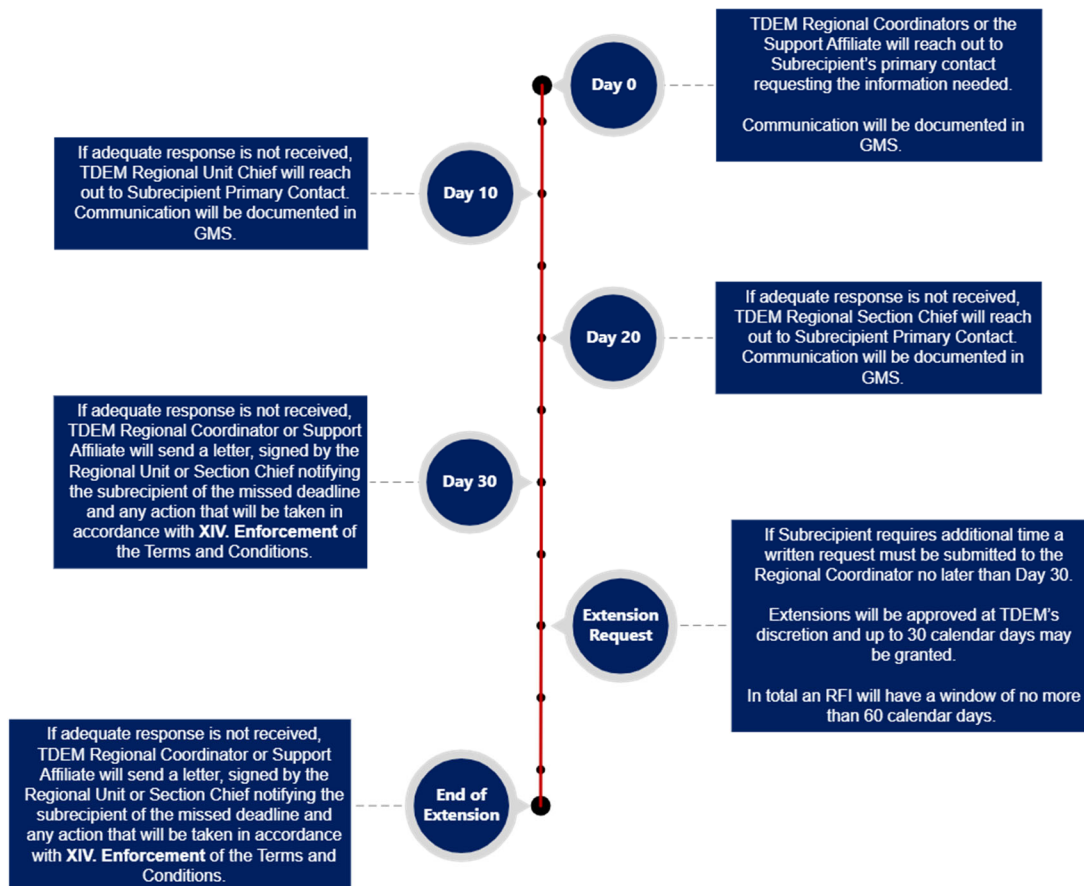 Day 0
TDEM Regional Coordinators or the
Support Affiliate will reach out to
Subrecipient's primary contact
requesting the information needed.
Communication will be documented in
GMS.
If adequate response is not received,
TDEM Regional Unit Chief will reach
out to Subrecipient Primary Contact.
Communication will be documented in
GMS.
Day 10
Day 20
If adequate response is not received,
TDEM Regional Section Chief will reach
out to Subrecipient Primary Contact.
Communication will be documented in
GMS.
If adequate response is not received,
TDEM Regional Coordinator or Support
Affiliate will send a letter, signed by the
Regional Unit or Section Chief notifying
the subrecipient of the missed deadline
and any action that will be taken in
accordance with XIV. Enforcement of
the Terms and Conditions.
Day 30
Extension
Request
If Subrecipient requires additional time a
written request must be submitted to the
Regional Coordinator no later than Day 30.
Extensions will be approved at TDEM's
discretion and up to 30 calendar days may
be granted.
In total an RFI will have a window of no more
than 60 calendar days.
If adequate response is not received,
TDEM Regional Coordinator or Support
Affiliate will send a letter, signed by the
Regional Unit or Section Chief notifying the
subrecipient of the missed deadline and
any action that will be taken in accordance
with XIV. Enforcement of the Terms and
Conditions.
End of
Extension